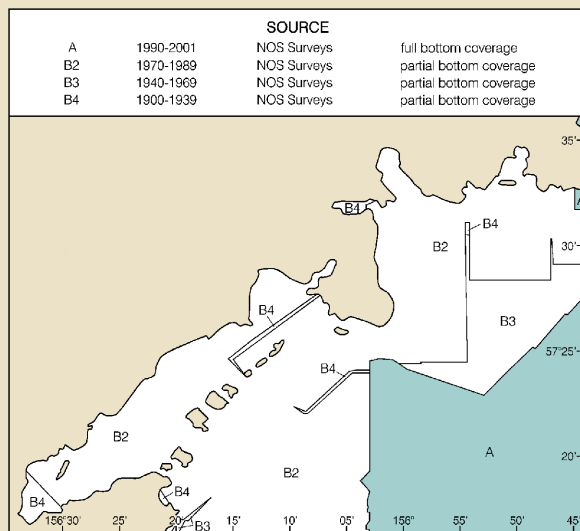 SOURCE
A 1990-2001 NOS Surveys full bottom coverage
B2 1970-1989 NOS Surveys partial bottom coverage
B3 1940-1969 NOS Surveys partial bottom coverage
B4 1900-1939 NOS Surveys partial bottom coverage
35'
A
B4
B4
B2
30'
B4
B3
57°25'
B4
B2
B2
A
20'
B4
B4
B3
156°30' 25' 20' 15' 10' 05' 156° 55' 50' 45'